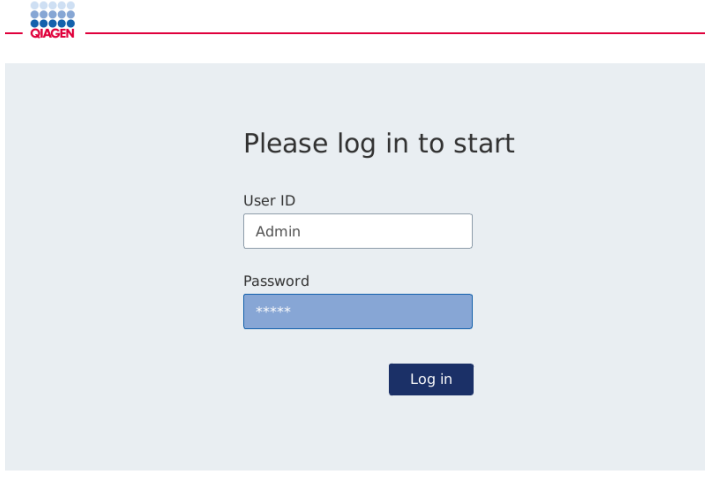 QIAGEN
Please log in to start
User ID
Admin
Password
*****
Log in